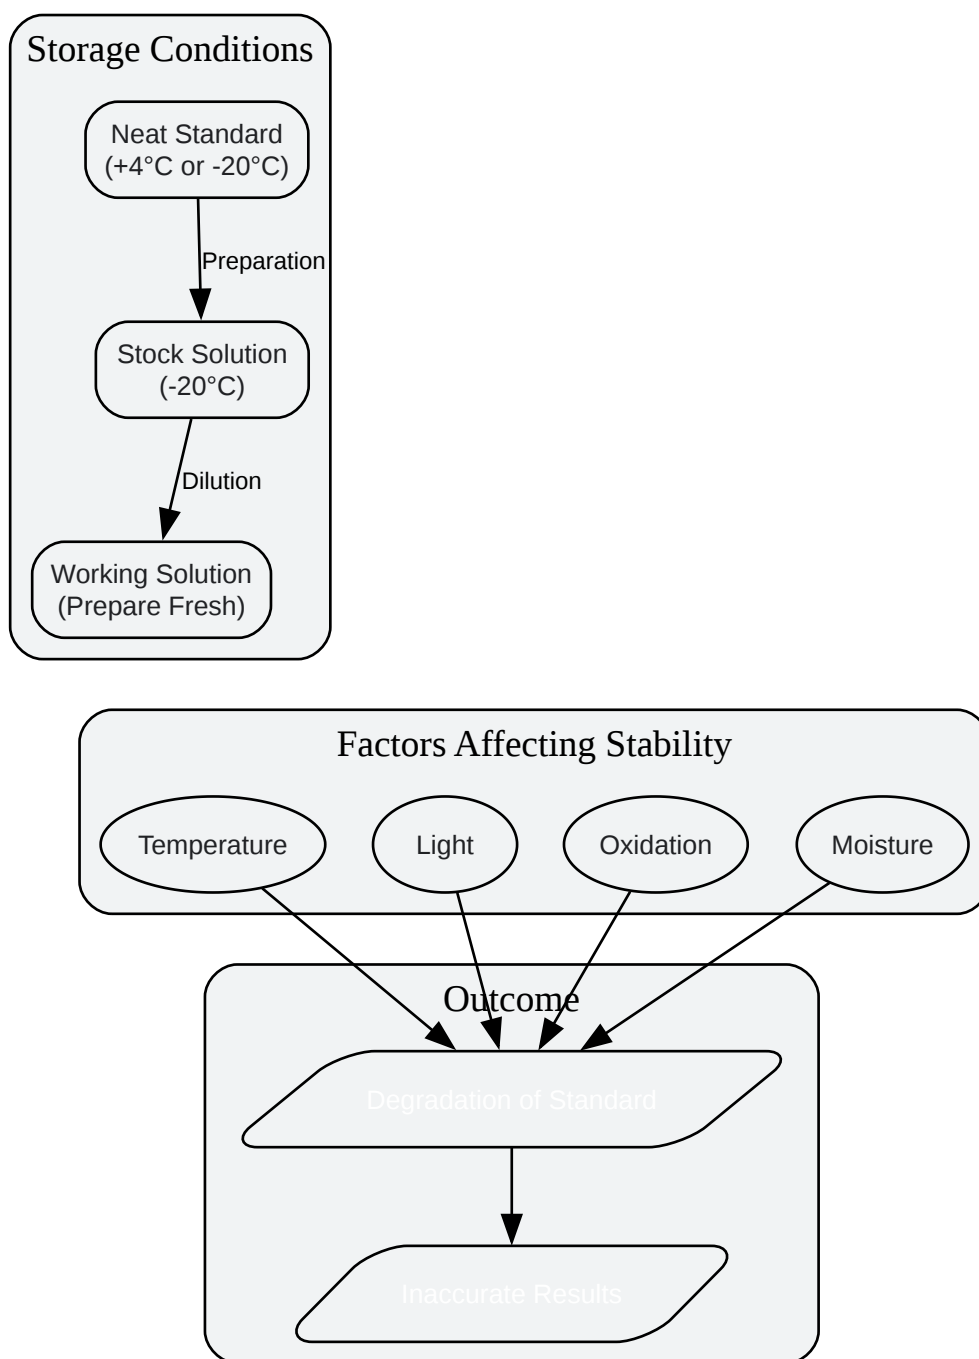 Storage Conditions
Neat Standard
(+4°C or -20°C)
Preparation
Stock Solution
(-20°C)
Dilution
Working Solution
(Prepare Fresh)
Factors Affecting Stability
Temperature
Light
Oxidation
Moisture
Outcome
Degradation of Standard
Inaccurate Results